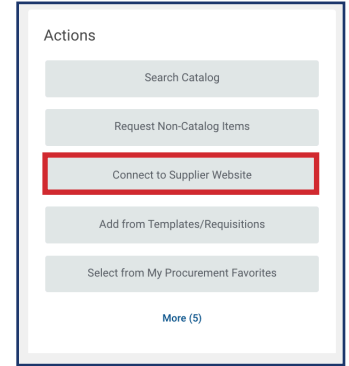 Actions
Search Catalog
Request Non-Catalog Items
Connect to Supplier Website
Add from Templates/Requisitions
Select from My Procurement Favorites
More (5)